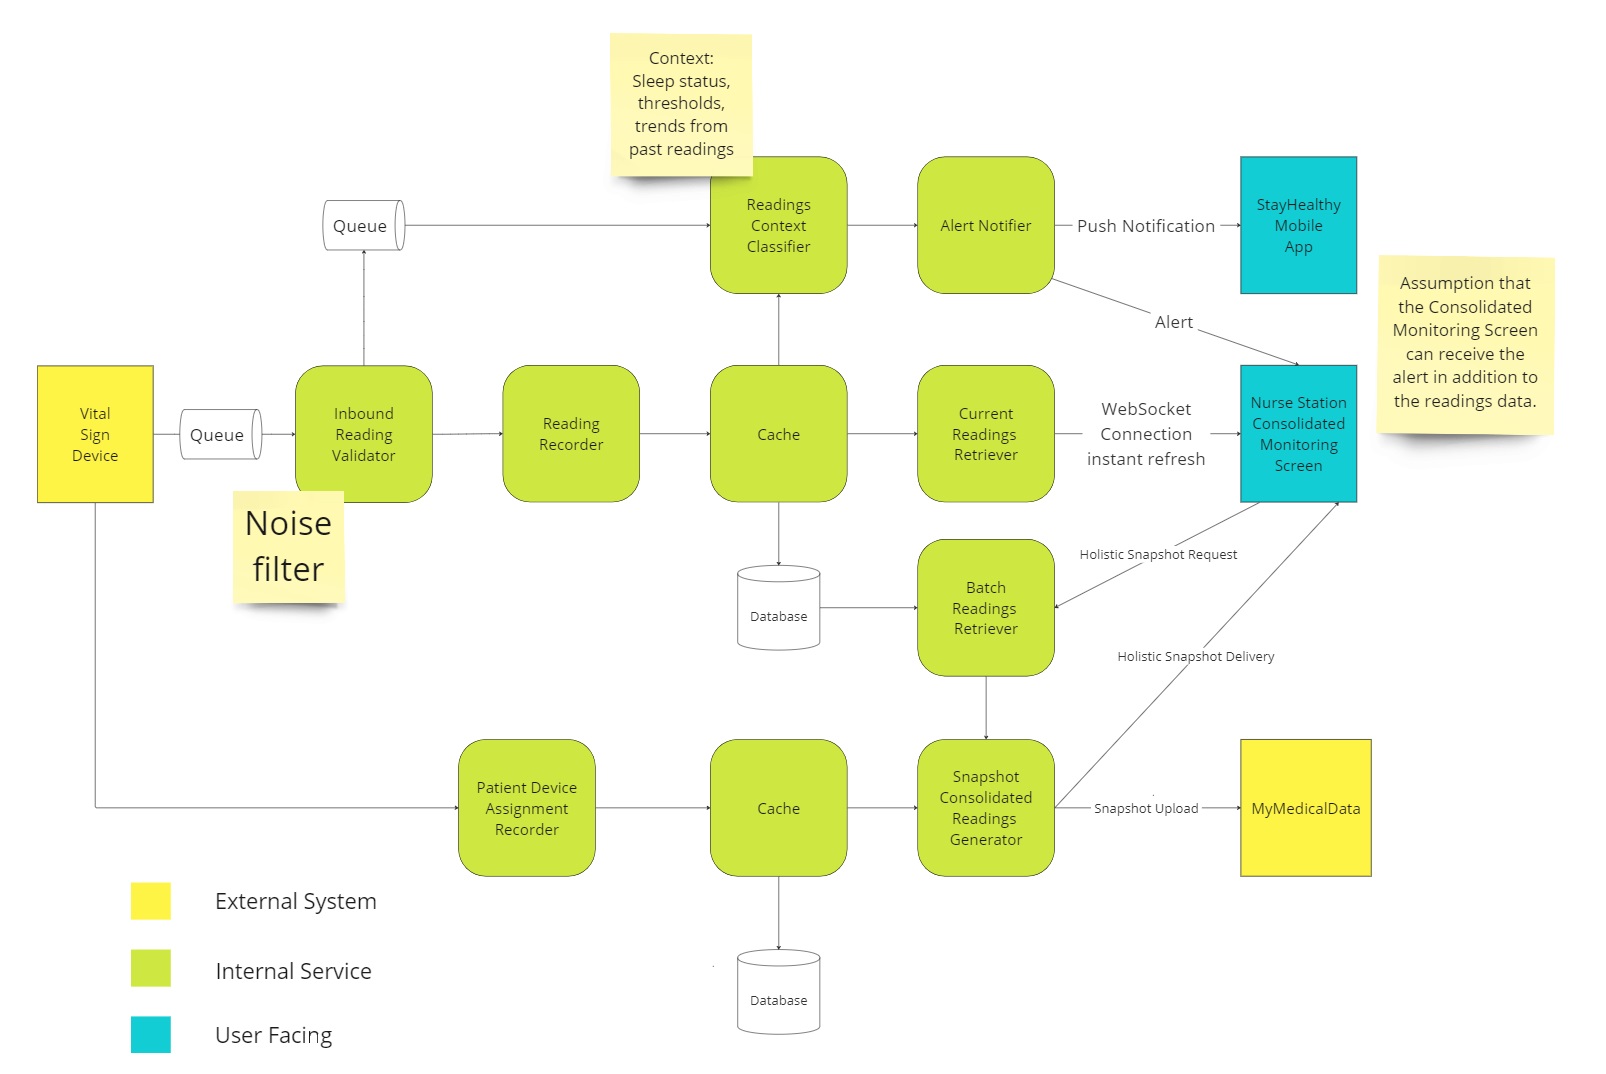 Context:
Sleep status,
thresholds,
trends from
past readings
Queue
Readings
Context
Classifier
Alert Notifier
Push Notification
StayHealthy
Mobile
App
Alert
Assumption that
the Consolidated
Monitoring Screen
can receive the
alert in addition to
the readings data.
Vital
Sign
Device
Queue
Inbound
Reading
Validator
Noise
filter
Reading
Recorder
Cache
Current
Readings
Retriever
WebSocket
Connection
instant refresh
Nurse Station
Consolidated
Monitoring
Screen
Holistic Snapshot Request
Database
Batch
Readings
Retriever
Holistic Snapshot Delivery
Patient Device
Assignment
Recorder
Cache
Snapshot
Consolidated
Readings
Generator
Snapshot Upload
MyMedicalData
Database
External System
Internal Service
User Facing